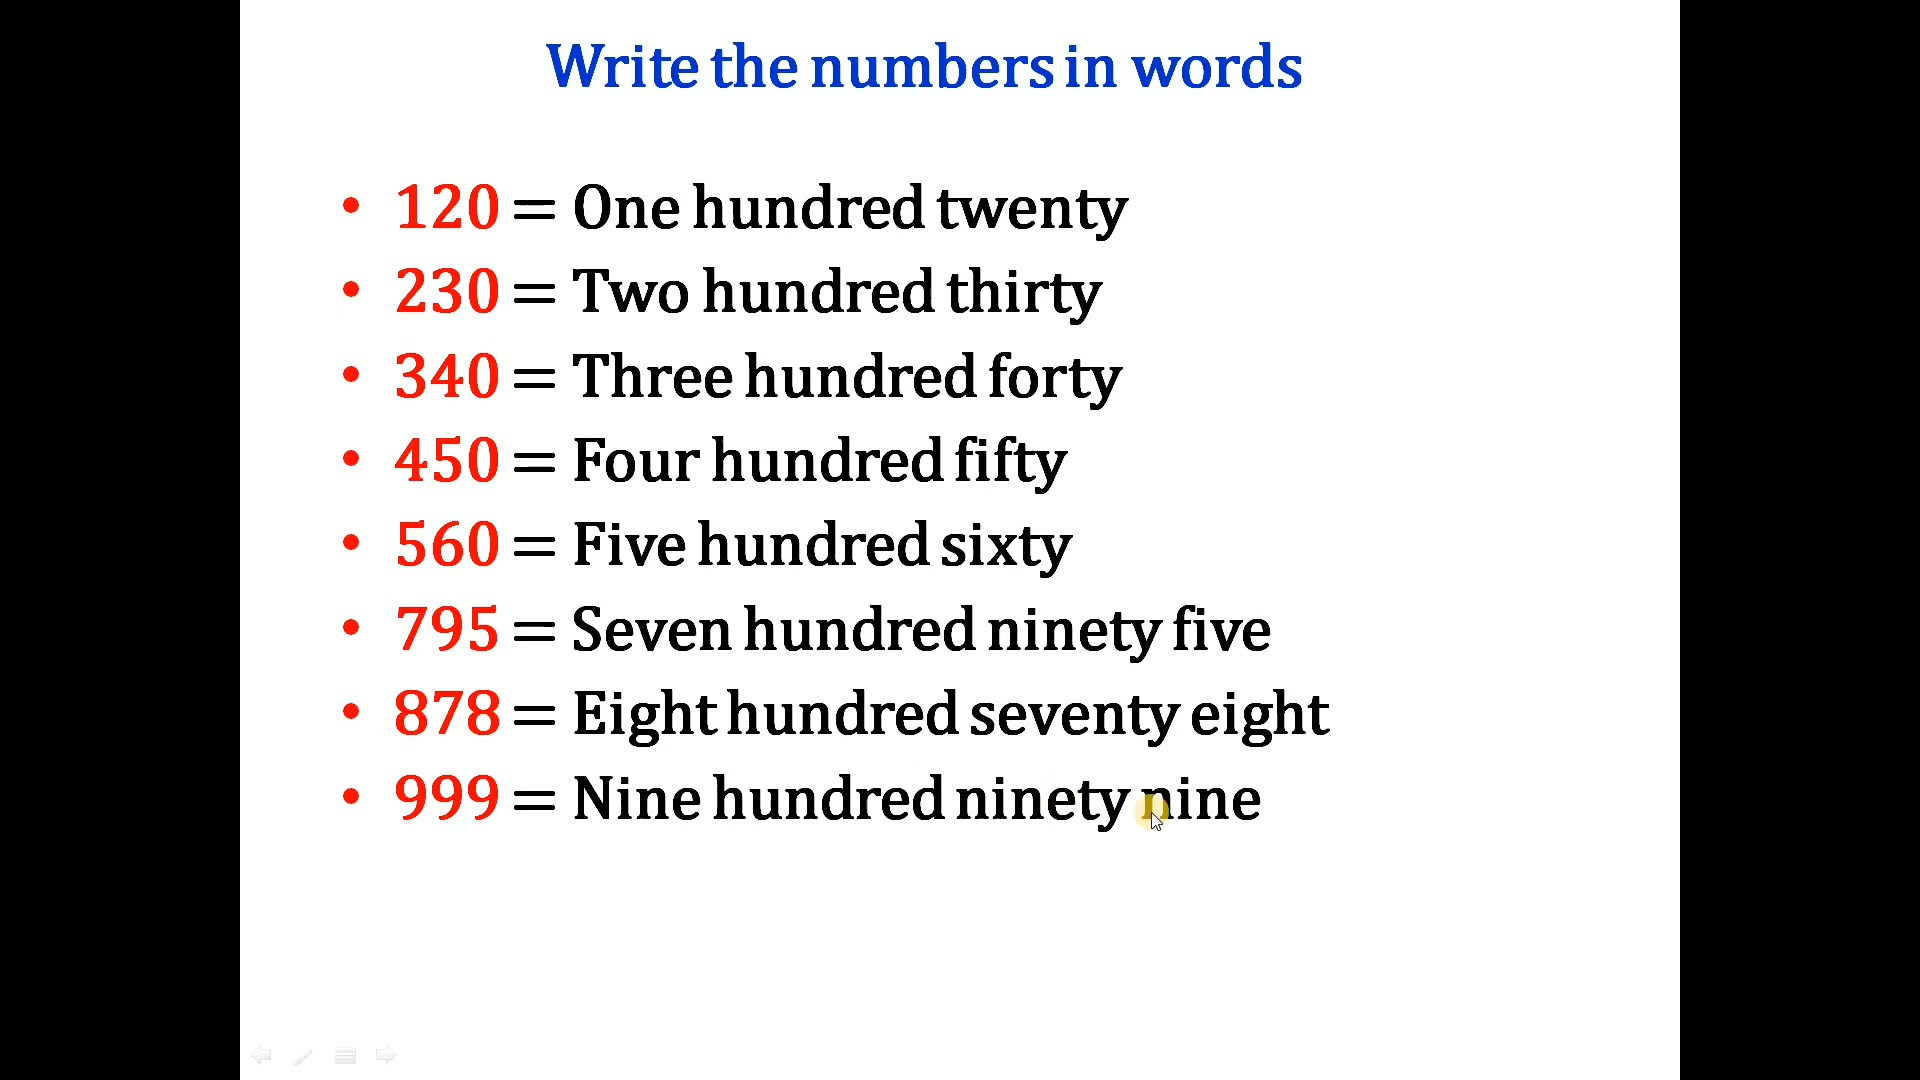 Write the numbers in words
• 120 = One hundred twenty
• 230 = Two hundred thirty
• 340 = Three hundred forty
• 450 = Four hundred fifty
• 560 = Five hundred sixty
• 795 = Seven hundred ninety five
• 878 = Eight hundred seventy eight
• 999 = Nine hundred ninety nine